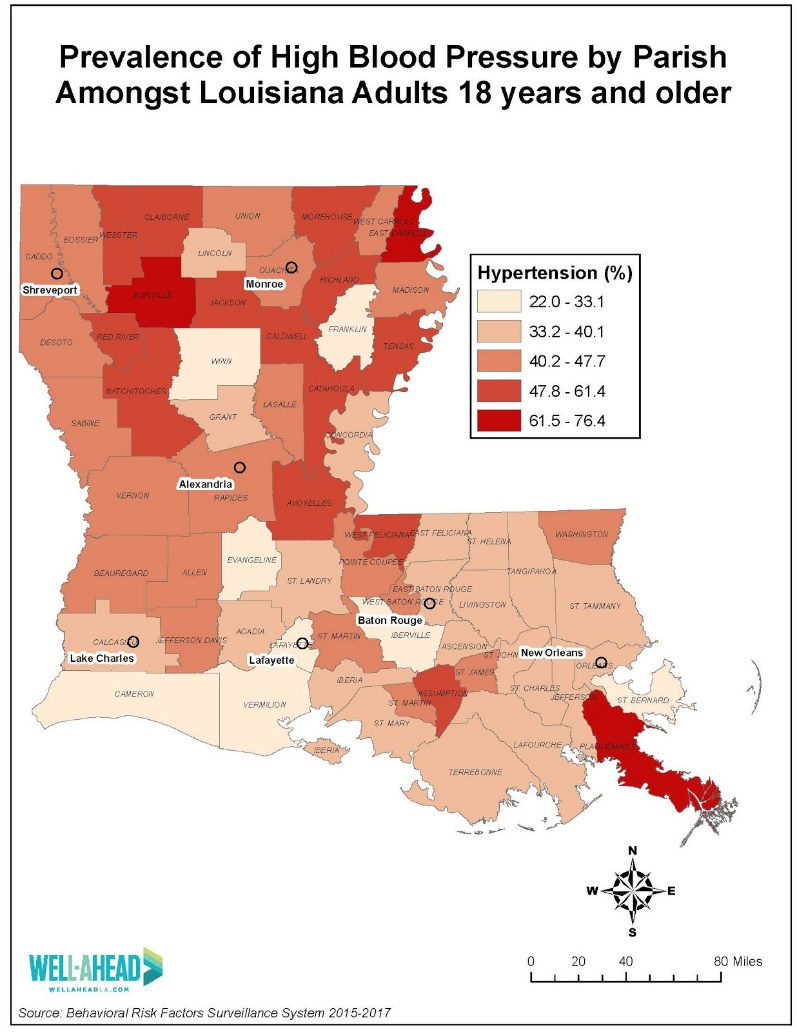 Prevalence of High Blood Pressure by Parish
Amongst Louisiana Adults 18 years and older
CLAIBORNE
UNION
MOREHOUSE
WEST CARROLL
EAST CARROLL
BOSSIER
WEBSTER
LINCOLN
CADDO
OUACHITA
Shreveport
Monroe
RICHLAND
MADISON
BIENVILLE
JACKSON
FRANKLIN
DESOTO
RED RIVER
CALDWELL
TENSAS
WINN
NATCHITOCHES
CATAHOULA
LASALLE
GRANT
SABINE
CONCORDIA
Alexandria
RAPIDES
VERNON
AVOYELLES
WEST FELICIANA
EAST FELICIANA
ST. HELENA
WASHINGTON
EVANGELINE
POINTE COUPEE
BEAUREGARD
ALLEN
TANGIPAHOA
ST. LANDRY
EAST BATON ROUGE
WEST BATON ROUGE
LIVINGSTON
ST. TAMMANY
Baton Rouge
ACADIA
CALCASIEU
JEFFERSON DAVIS
LAFAYETTE
ST. MARTIN
IBERVILLE
ASCENSION
ST. JOHN
New Orleans
Lake Charles
Lafayette
ORLEANS
ST. JAMES
IBERIA
ST. CHARLES
CAMERON
ASSUMPTION
JEFFERSON
ST. BERNARD
VERMILION
ST. MARTIN
ST. MARY
IBERIA
LAFOURCHE
PLAQUEMINES
TERREBONNE
Hypertension (%)
22.0 - 33.1
33.2 - 40.1
40.2 - 47.7
47.8 - 61.4
61.5 - 76.4
N
W
E
S
0 20 40 80 Miles
WELL-AHEAD
WELLAHEADLA.COM
Source: Behavioral Risk Factors Surveillance System 2015-2017